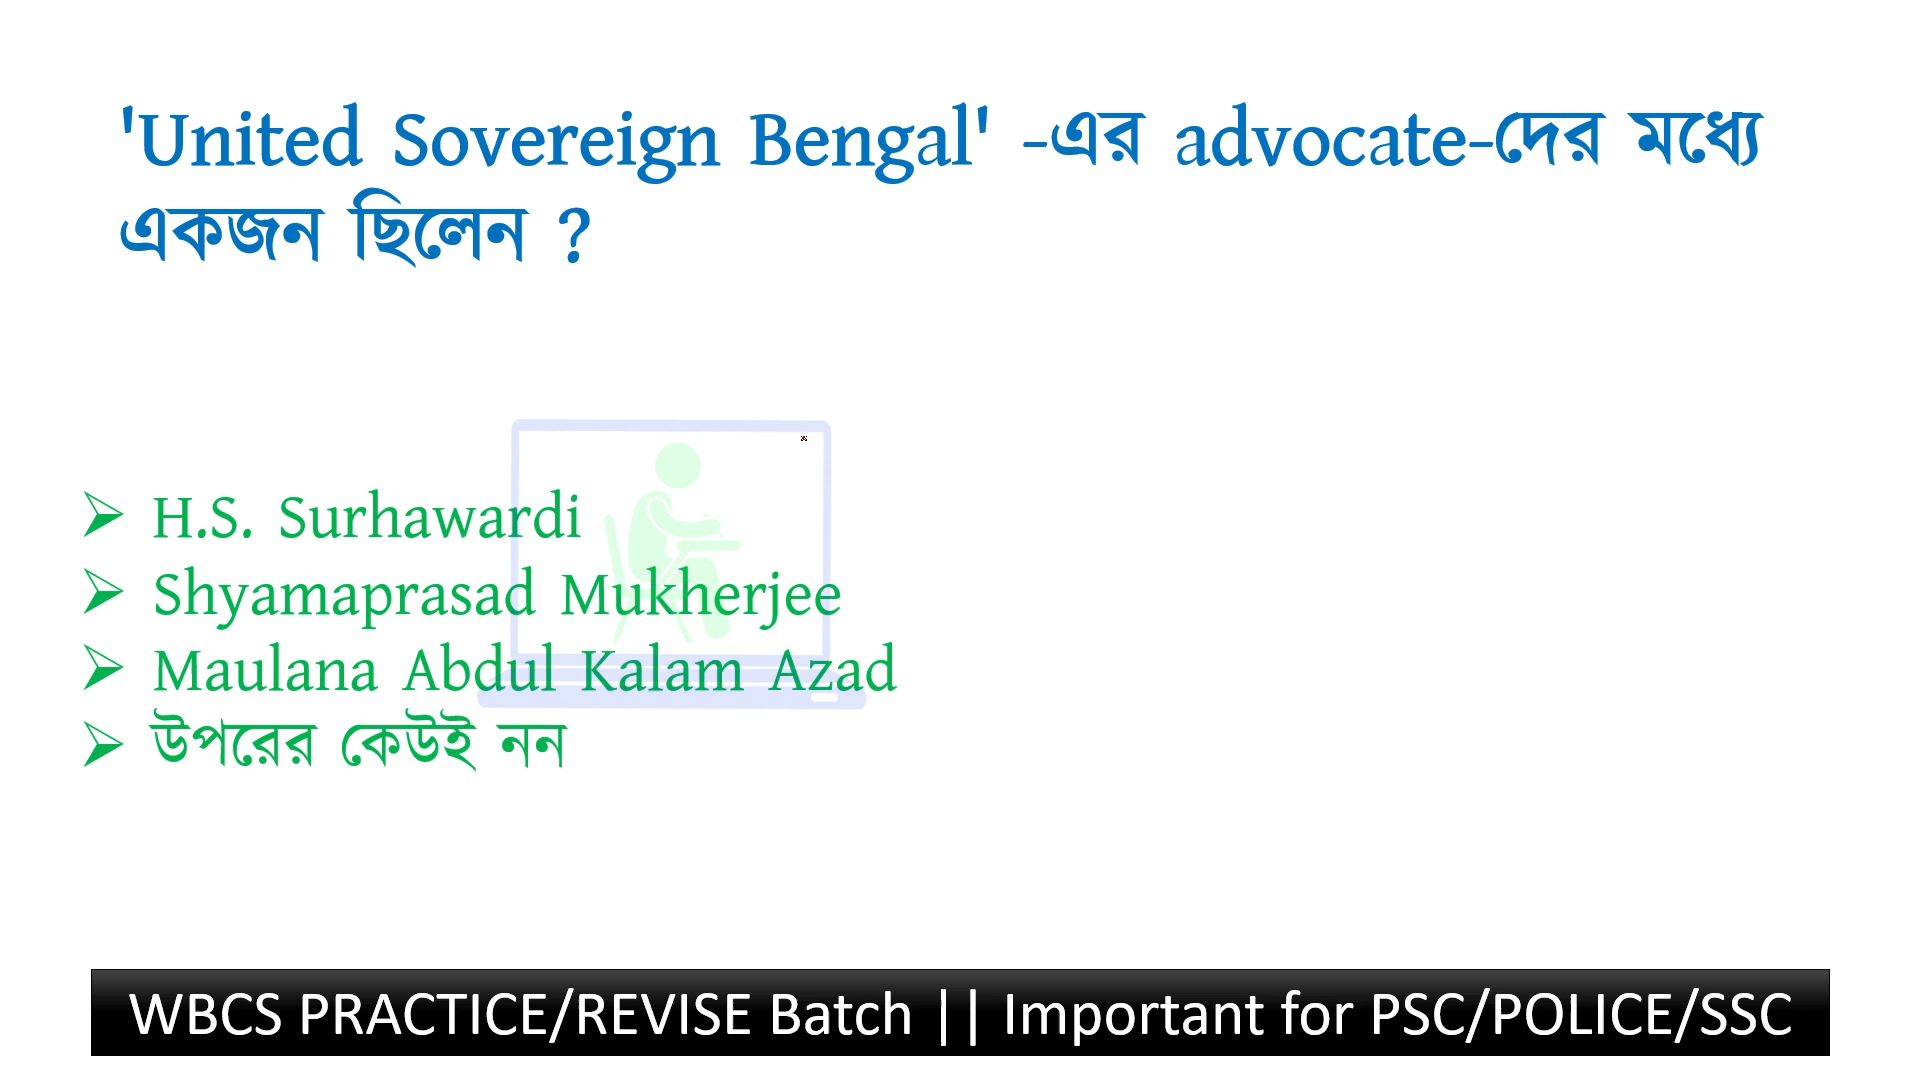 'United Sovereign Bengal' -এর advocate-দের মধ্যে
একজন ছিলেন ?
➢ H.S. Surhawardi
➢ Shyamaprasad Mukherjee
➢ Maulana Abdul Kalam Azad
➢ উপরের কেউই নন
WBCS PRACTICE/REVISE Batch || Important for PSC/POLICE/SSC